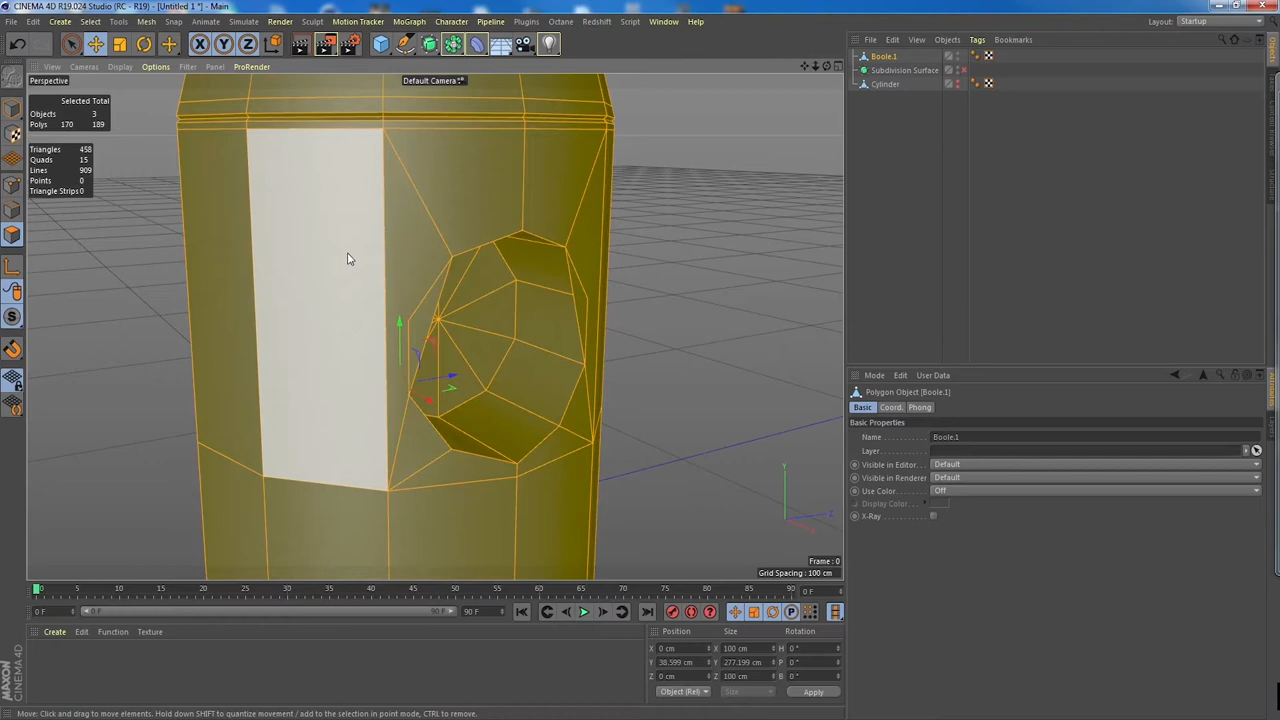 CINEMA 4D R19.024 Studio (RC - R19) - [Untitled 1 *] - Main
File Edit Create Select Tools Mesh Snap Animate Simulate Render Sculpt Motion Tracker MoGraph Character Pipeline Plugins Octane Redshift Script Window Help
Layout: Startup
View Cameras Display Options Filter Panel ProRender
File Edit View Objects Tags Bookmarks
Perspective
Default Camera
Boole.1
Subdivision Surface
Cylinder
Selected Total
Objects 3
Polys 170 189
Triangles 458
Quads 15
Lines 909
Points 0
Triangle Strips 0
Y
Z
X
Frame : 0
Grid Spacing : 100 cm
Mode Edit User Data
Polygon Object [Boole.1]
Basic Coord. Phong
Basic Properties
Name Boole.1
Layer
Visible in Editor Default
Visible in Renderer Default
Use Color Off
Display Color
X-Ray
0 5 10 15 20 25 30 35 40 45 50 55 60 65 70 75 80 85 90 0 F
0 F 0 F 90 F 90 F
Create Edit Function Texture
Position Size Rotation
X 0 cm X 100 cm H 0 °
Y 38.599 cm Y 277.199 cm P 0 °
Z 0 cm Z 100 cm B 0 °
Object (Rel) Size Apply
MAXON CINEMA 4D
Move: Click and drag to move elements. Hold down SHIFT to quantize movement / add to the selection in point mode, CTRL to remove.